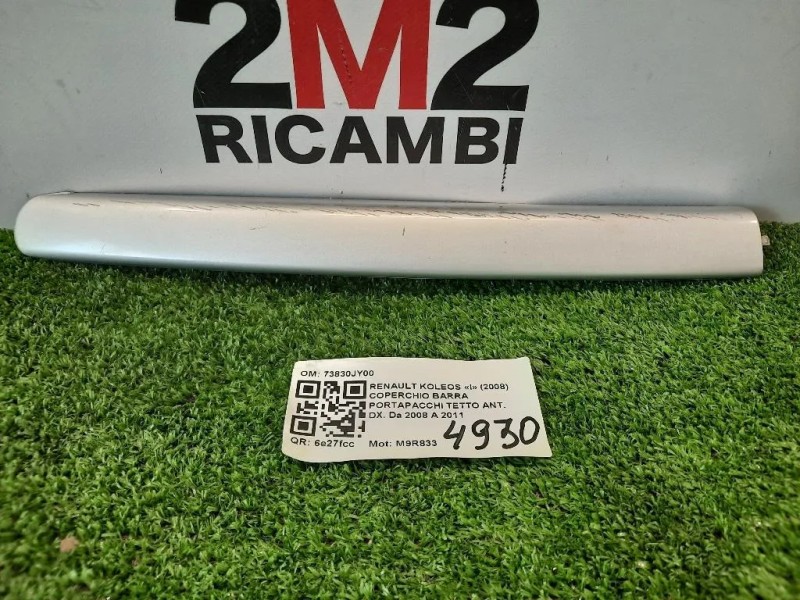 2M2
RICAMBI
OM: 73830JY00
RENAULT KOLEOS «I» (2008)
COPERCHIO BARRA
PORTAPACCHI TETTO ANT.
DX. Da 2008 A 2011
QR: 6e27fcc Mot: M9R833
4930